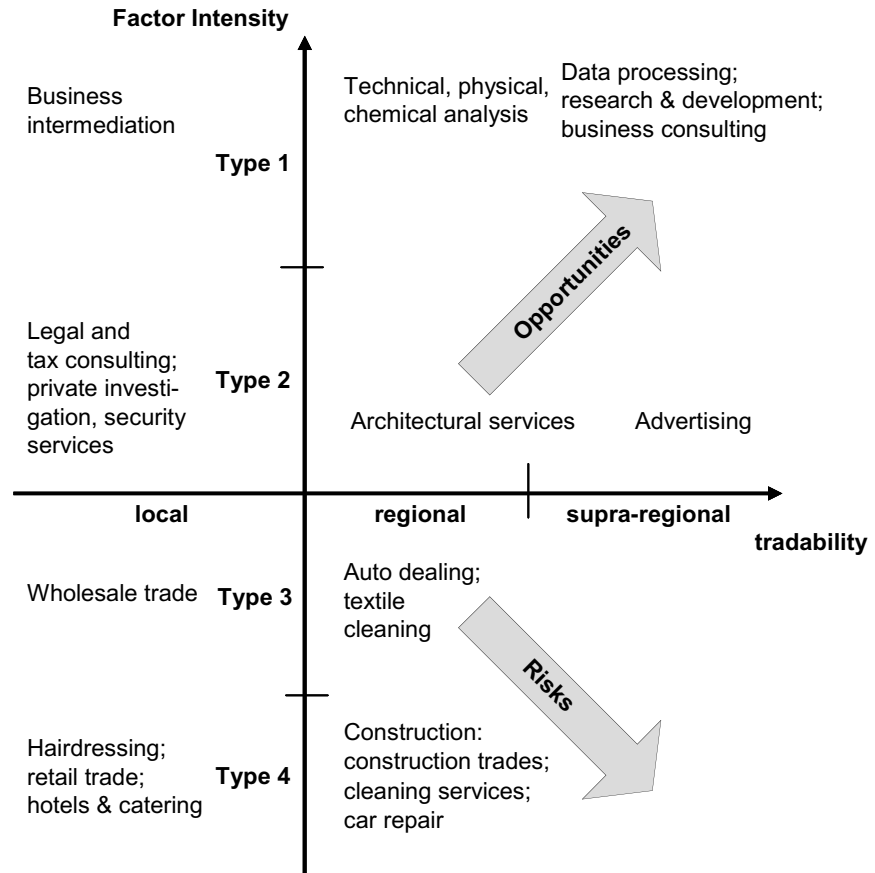 Factor Intensity
Business
intermediation
Technical, physical,
chemical analysis
Data processing;
research & development;
business consulting
Type 1
Opportunities
Legal and
tax consulting;
private investi-
gation, security
services
Type 2
Architectural services
Advertising
local
regional
supra-regional
tradability
Wholesale trade
Type 3
Auto dealing;
textile
cleaning
Risks
Hairdressing;
retail trade;
hotels & catering
Type 4
Construction:
construction trades;
cleaning services;
car repair